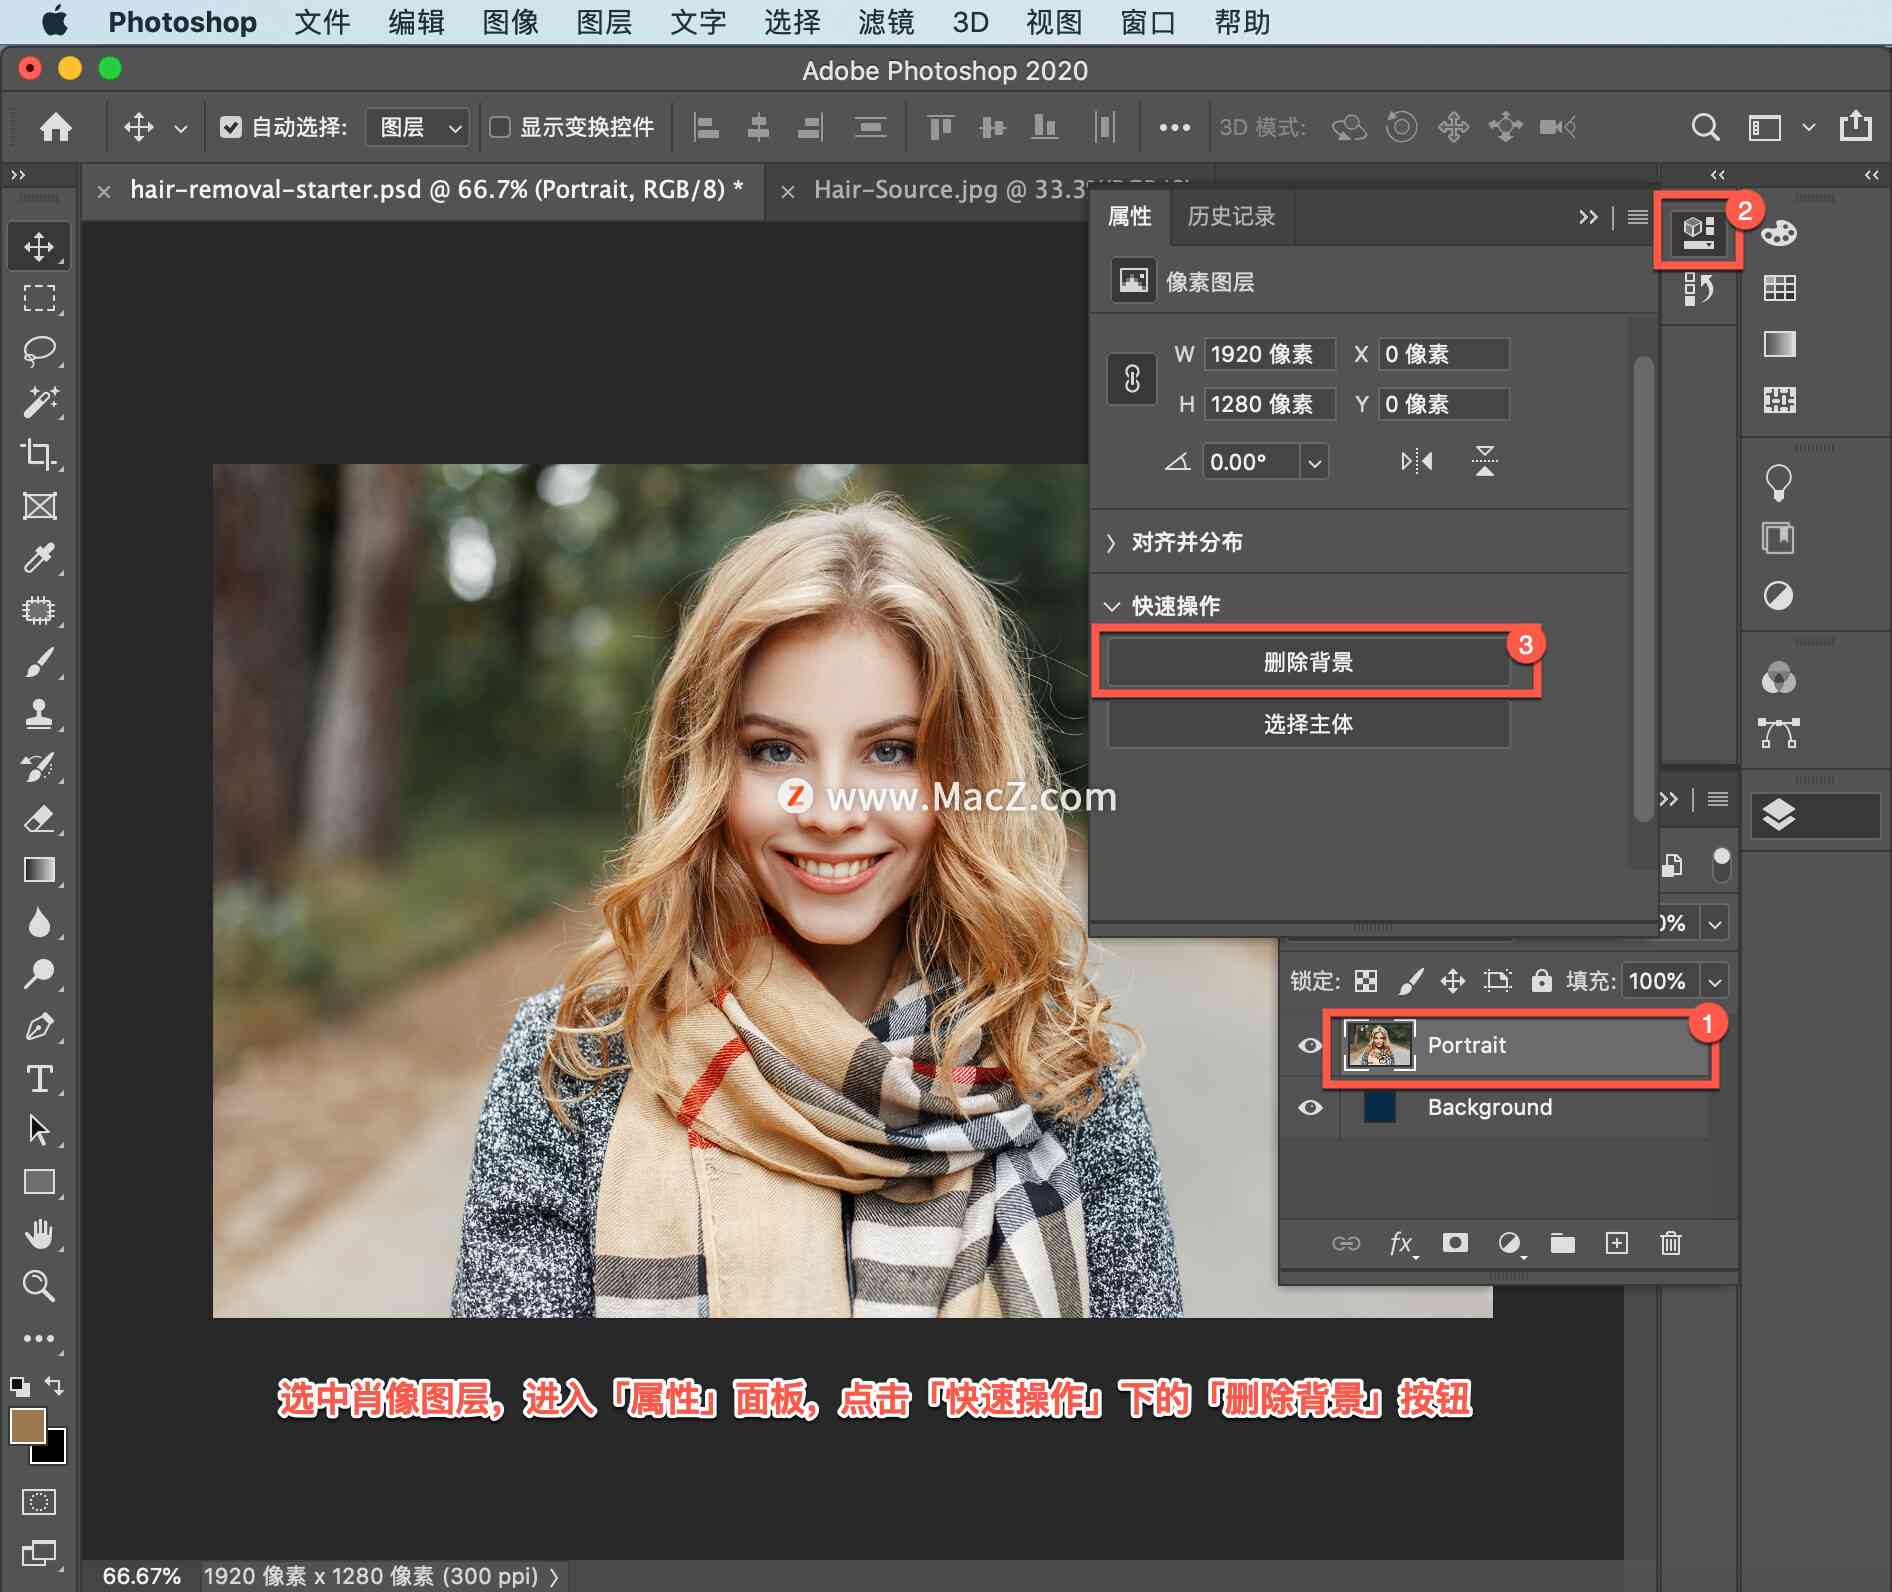 Photoshop 文件 编辑 图像 图层 文字 选择 滤镜 3D 视图 窗口 帮助
Adobe Photoshop 2020
自动选择: 图层 显示变换控件 3D 模式:
hair-removal-starter.psd @ 66.7% (Portrait, RGB/8) *
Hair-Source.jpg @ 33.3
属性 历史记录
2
像素图层
W 1920 像素 X 0 像素
H 1280 像素 Y 0 像素
0.00°
对齐并分布
快速操作
3
删除背景
选择主体
Z www.MacZ.com
0%
锁定: 填充: 100%
1
Portrait
Background
fx
选中肖像图层，进入「属性」面板，点击「快速操作」下的「删除背景」按钮
66.67% 1920 像素 x 1280 像素 (300 ppi)